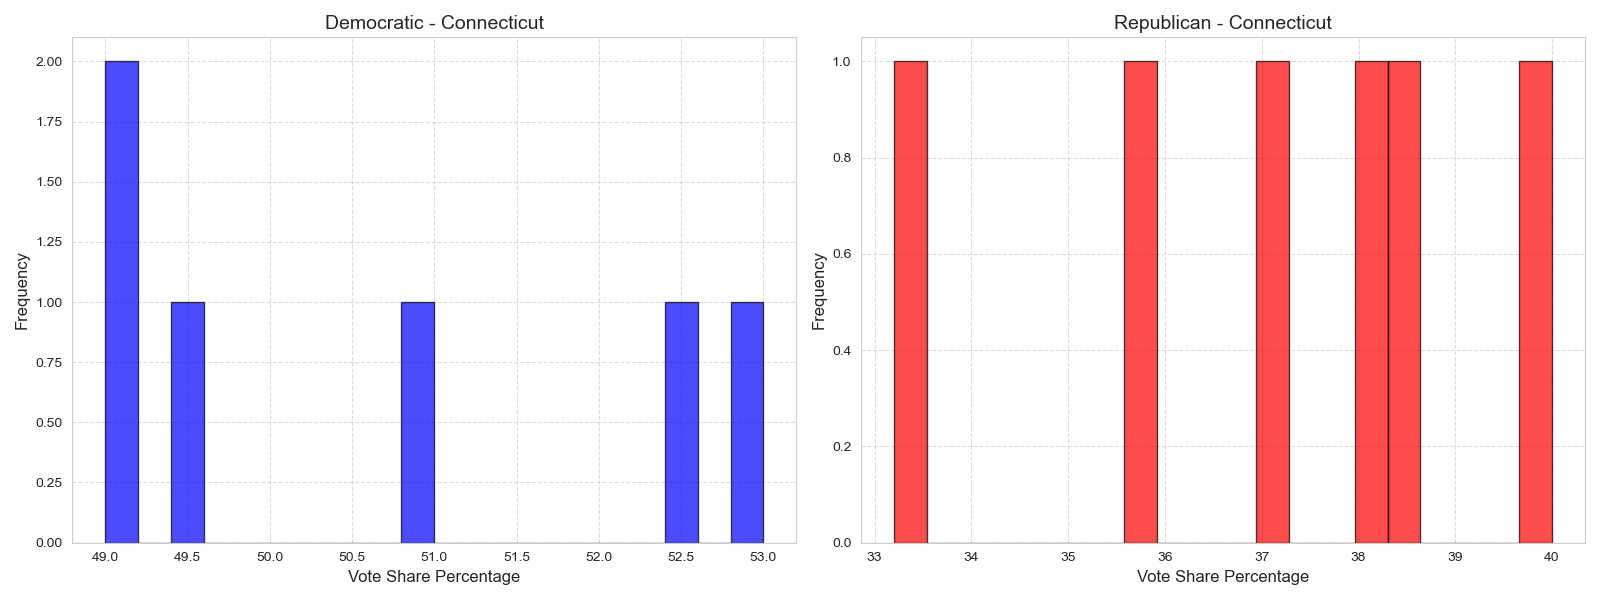 Democratic - Connecticut
Frequency
2.00
1.75
1.50
1.25
1.00
0.75
0.50
0.25
0.00
49.0 49.5 50.0 50.5 51.0 51.5 52.0 52.5 53.0
Vote Share Percentage
Republican - Connecticut
Frequency
1.0
0.8
0.6
0.4
0.2
0.0
33 34 35 36 37 38 39 40
Vote Share Percentage